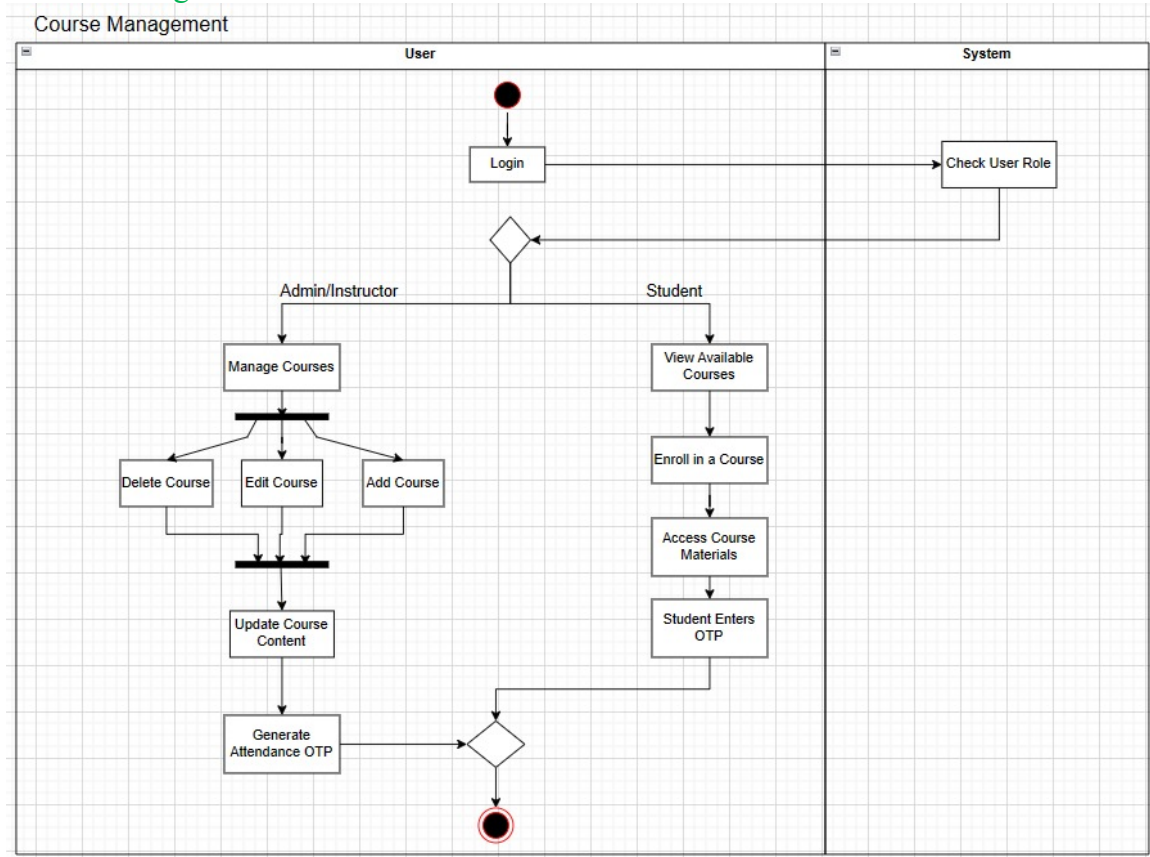 Course Management
User
System
Login
Check User Role
Admin/Instructor
Student
Manage Courses
View Available
Courses
Delete Course
Edit Course
Add Course
Enroll in a Course
Access Course
Materials
Update Course
Content
Student Enters
OTP
Generate
Attendance OTP